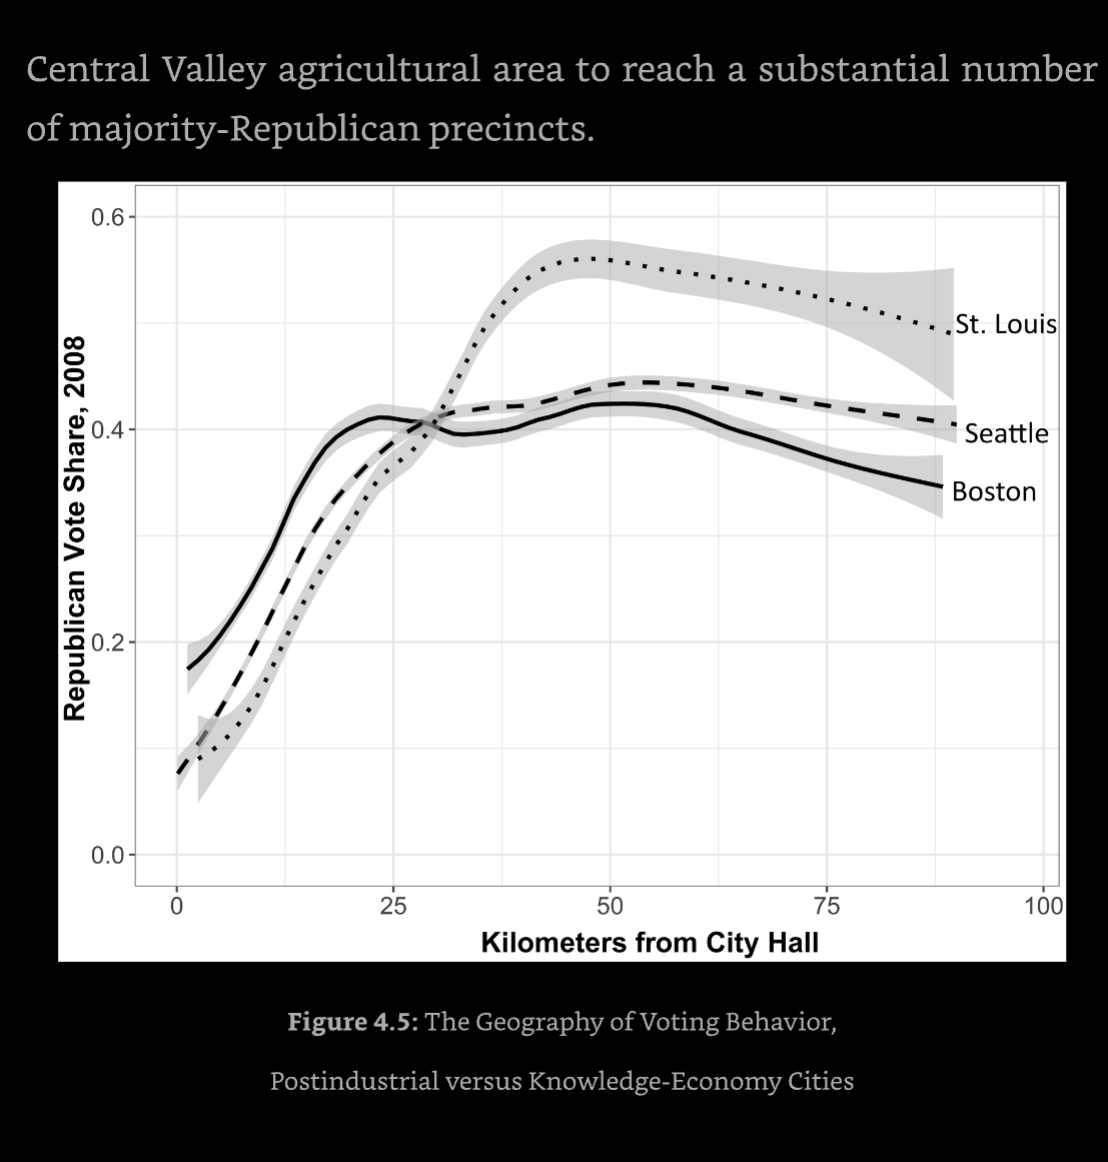 Central Valley agricultural area to reach a substantial number
of majority-Republican precincts.
0.6
0.4
0.2
0.0
Republican Vote Share, 2008
St. Louis
Seattle
Boston
0 25 50 75 100
Kilometers from City Hall
Figure 4.5: The Geography of Voting Behavior,
Postindustrial versus Knowledge-Economy Cities